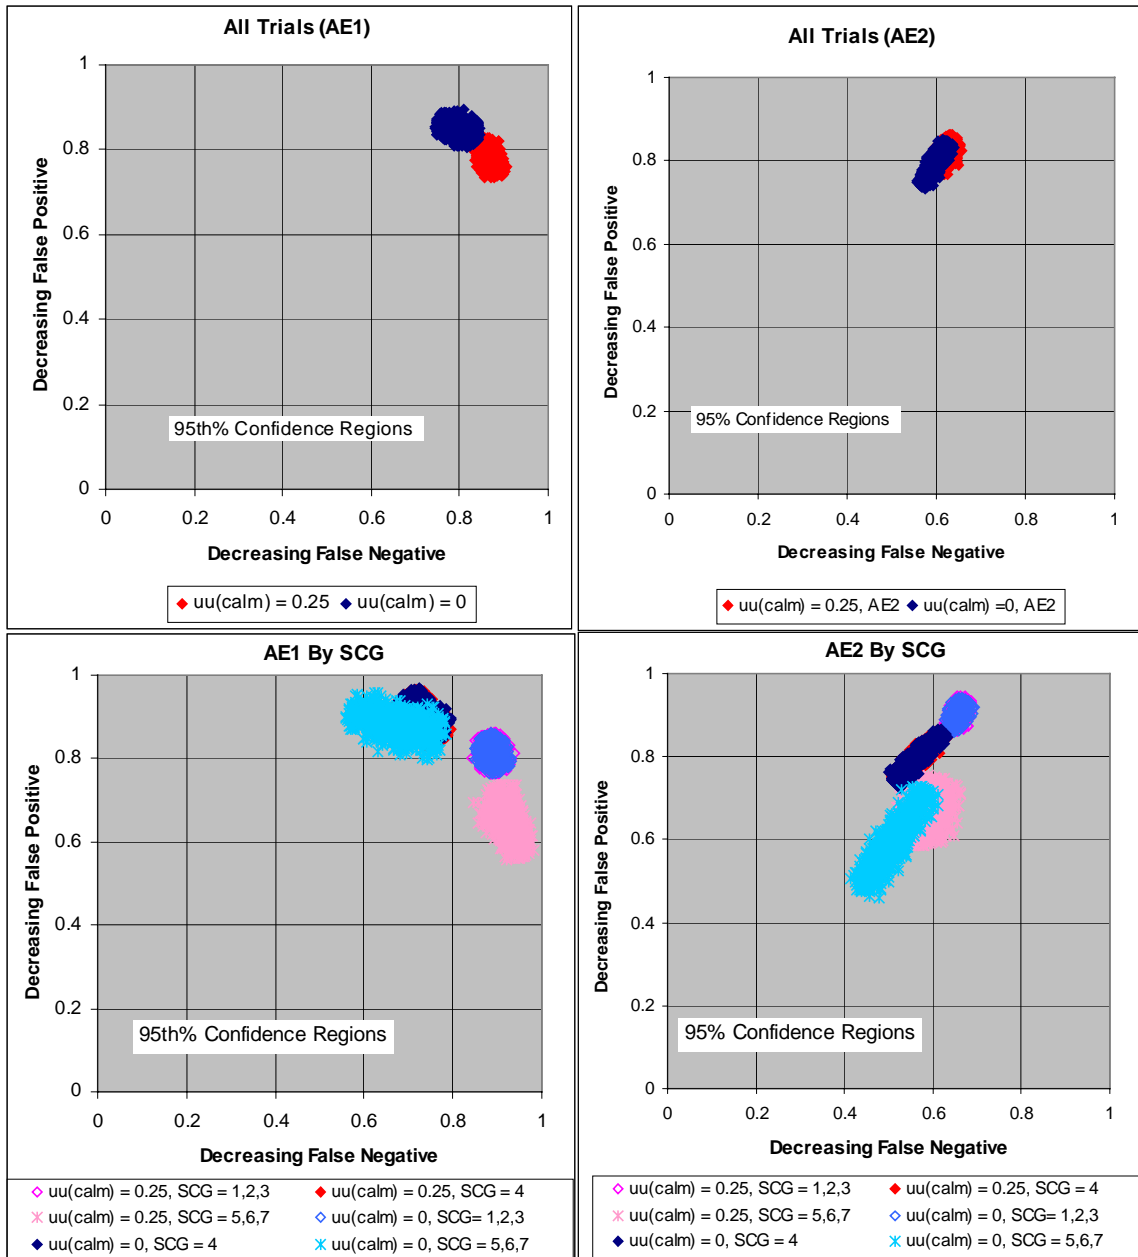 All Trials (AE1)
Decreasing False Positive
1
0.8
0.6
0.4
0.2
0
95th% Confidence Regions
0 0.2 0.4 0.6 0.8 1
Decreasing False Negative
uu(calm) = 0.25 uu(calm) = 0
All Trials (AE2)
Decreasing False Positive
1
0.8
0.6
0.4
0.2
0
95% Confidence Regions
0 0.2 0.4 0.6 0.8 1
Decreasing False Negative
uu(calm) = 0.25, AE2 uu(calm) =0, AE2
AE1 By SCG
Decreasing False Positive
1
0.8
0.6
0.4
0.2
0
95th% Confidence Regions
0 0.2 0.4 0.6 0.8 1
Decreasing False Negative
uu(calm) = 0.25, SCG = 1,2,3 uu(calm) = 0.25, SCG = 4
uu(calm) = 0.25, SCG = 5,6,7 uu(calm) = 0, SCG= 1,2,3
uu(calm) = 0, SCG = 4 uu(calm) = 0, SCG = 5,6,7
AE2 By SCG
Decreasing False Positive
1
0.8
0.6
0.4
0.2
0
95% Confidence Regions
0 0.2 0.4 0.6 0.8 1
Decreasing False Negative
uu(calm) = 0.25, SCG = 1,2,3 uu(calm) = 0.25, SCG = 4
uu(calm) = 0.25, SCG = 5,6,7 uu(calm) = 0, SCG= 1,2,3
uu(calm) = 0, SCG = 4 uu(calm) = 0, SCG = 5,6,7